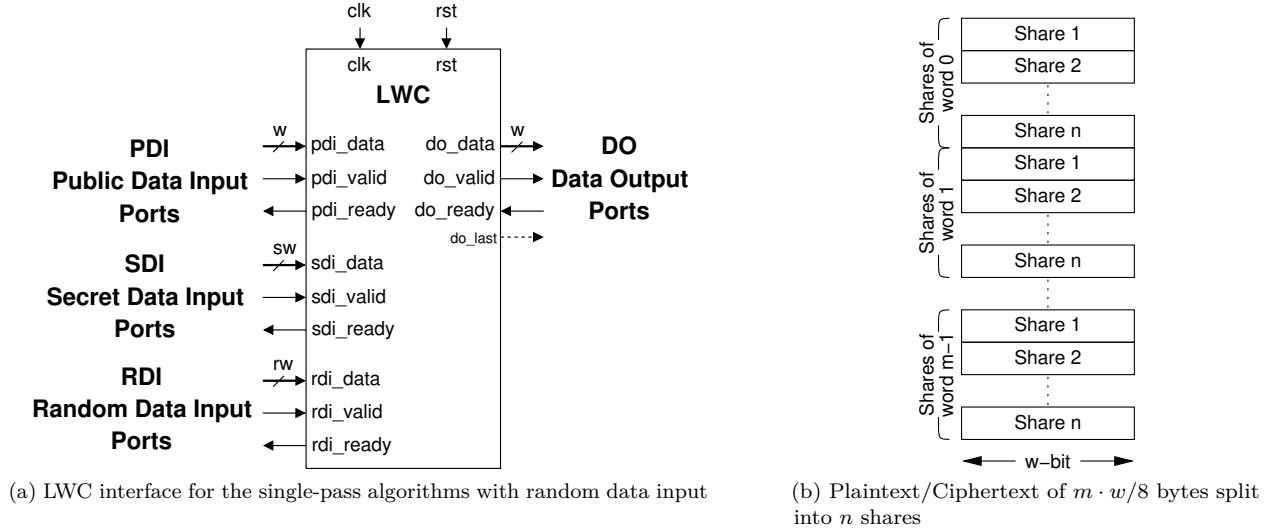 clk rst
clk rst
LWC
PDI
Public Data Input
Ports
w
pdi_data
pdi_valid
pdi_ready
SDI
Secret Data Input
Ports
sw
sdi_data
sdi_valid
sdi_ready
RDI
Random Data Input
Ports
rw
rdi_data
rdi_valid
rdi_ready
do_data
do_valid
do_ready
do_last
w
DO
Data Output
Ports
(a) LWC interface for the single-pass algorithms with random data input
Shares of
word 0
Share 1
Share 2
Share n
Shares of
word 1
Share 1
Share 2
Share n
Shares of
word m−1
Share 1
Share 2
Share n
w−bit
(b) Plaintext/Ciphertext of m · w/8 bytes split
into n shares